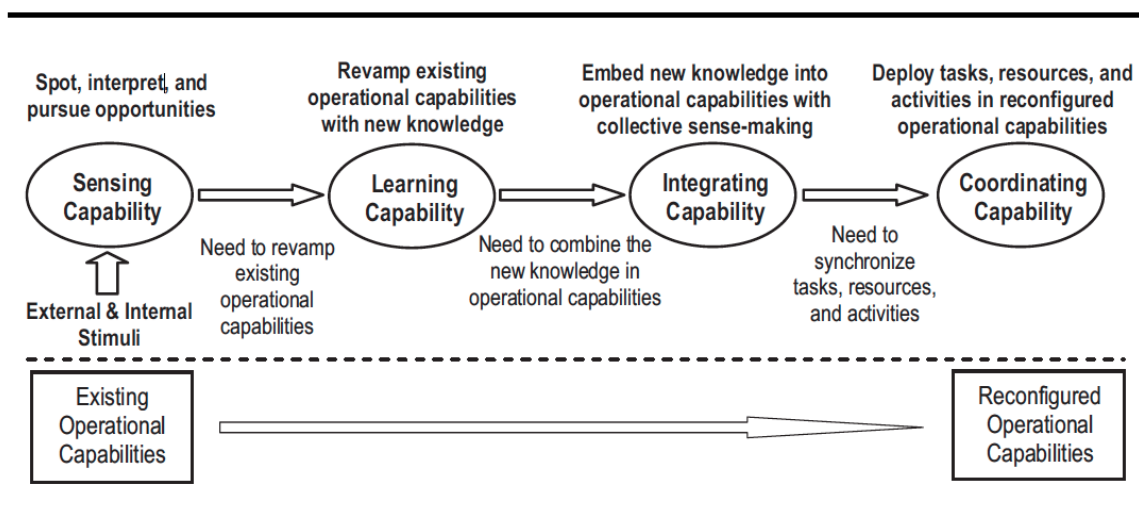 Spot, interpret, and
pursue opportunities
Revamp existing
operational capabilities
with new knowledge
Embed new knowledge into
operational capabilities with
collective sense-making
Deploy tasks, resources, and
activities in reconfigured
operational capabilities
Sensing
Capability
Learning
Capability
Integrating
Capability
Coordinating
Capability
Need to revamp
existing
operational
capabilities
Need to combine the
new knowledge in
operational capabilities
Need to
synchronize
tasks, resources,
and activities
External & Internal
Stimuli
Existing
Operational
Capabilities
Reconfigured
Operational
Capabilities